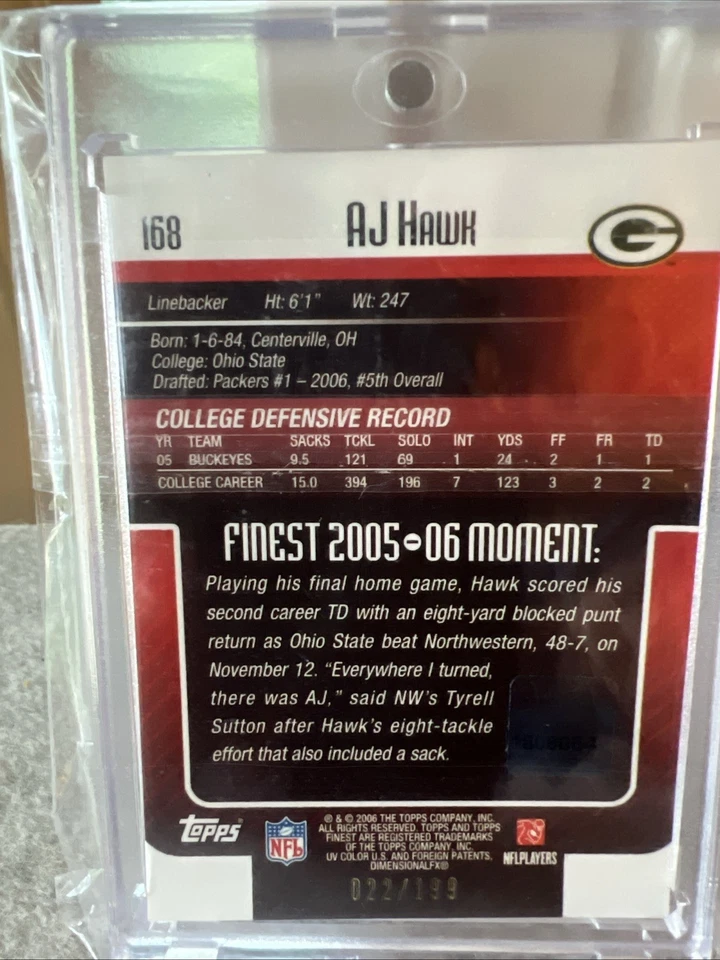 168 AJ HAWK G
Linebacker Ht: 6'1" Wt: 247
Born: 1-6-84, Centerville, OH
College: Ohio State
Drafted: Packers #1 – 2006, #5th Overall
COLLEGE DEFENSIVE RECORD
YR TEAM SACKS TCKL SOLO INT YDS FF FR TD
05 BUCKEYES 9.5 121 69 1 24 2 1 1
COLLEGE CAREER 15.0 394 196 7 123 3 2 2
FINEST 2005-06 MOMENT:
Playing his final home game, Hawk scored his
second career TD with an eight-yard blocked punt
return as Ohio State beat Northwestern, 48-7, on
November 12. "Everywhere I turned,
there was AJ," said NW's Tyrell
Sutton after Hawk's eight-tackle
effort that also included a sack.
® & © 2006 THE TOPPS COMPANY, INC.
ALL RIGHTS RESERVED. TOPPS AND TOPPS
FINEST ARE REGISTERED TRADEMARKS
OF THE TOPPS COMPANY, INC.
UV COLOR U.S. AND FOREIGN PATENTS.
DIMENSIONALFX®
TOPPS NFL NFLPLAYERS
022/199